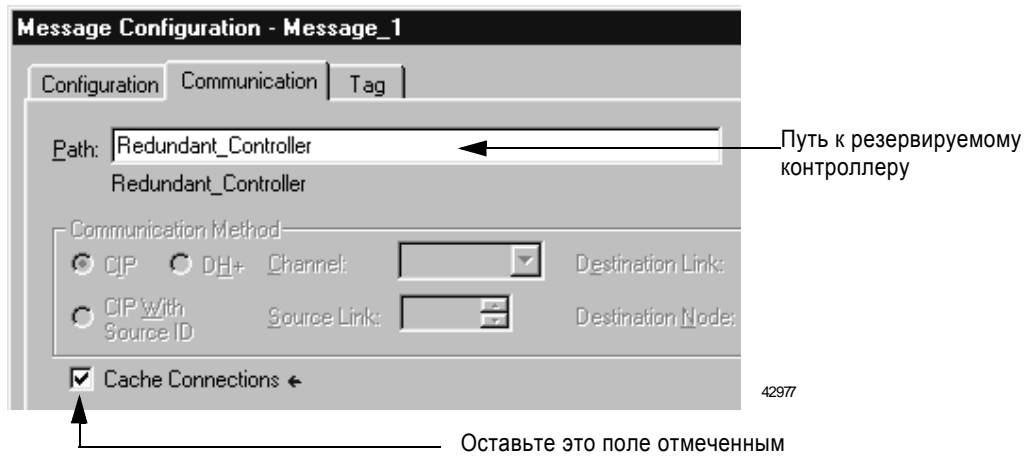 Message Configuration - Message_1
Configuration Communication Tag
Path: Redundant_Controller
Redundant_Controller
Путь к резервируемому
контроллеру
Communication Method
CIP DH+ Channel: Destination Link:
CIP With
Source ID
Source Link: Destination Node:
Cache Connections ←
42977
Оставьте это поле отмеченным